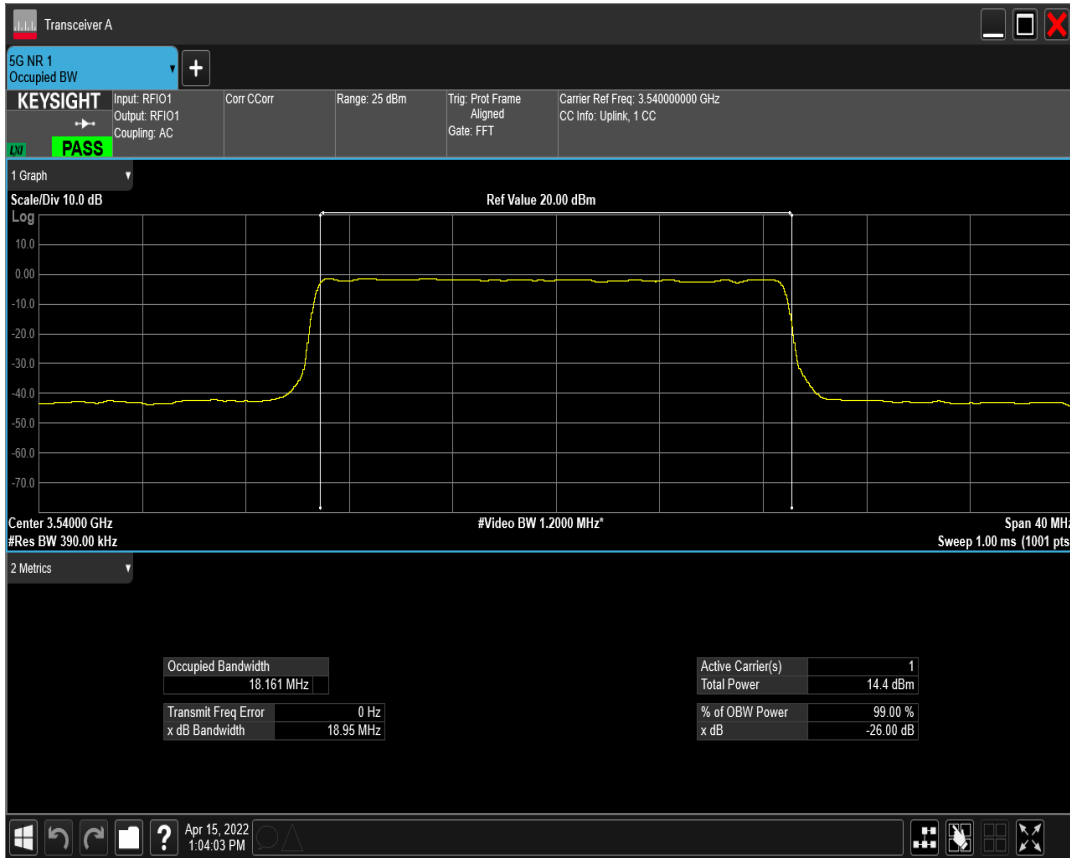 Transceiver A
5G NR 1
Occupied BW
KEYSIGHT
LXI
PASS
Input: RFIO1
Output: RFIO1
Coupling: AC
Corr CCorr
Range: 25 dBm
Trig: Prot Frame
Aligned
Gate: FFT
Carrier Ref Freq: 3.540000000 GHz
CC Info: Uplink, 1 CC
1 Graph
Scale/Div 10.0 dB
Ref Value 20.00 dBm
Log
10.0
0.00
-10.0
-20.0
-30.0
-40.0
-50.0
-60.0
-70.0
Center 3.54000 GHz
#Video BW 1.2000 MHz*
Span 40 MHz
#Res BW 390.00 kHz
Sweep 1.00 ms (1001 pts
2 Metrics
Occupied Bandwidth
18.161 MHz
Transmit Freq Error 0 Hz
x dB Bandwidth 18.95 MHz
Active Carrier(s) 1
Total Power 14.4 dBm
% of OBW Power 99.00 %
x dB -26.00 dB
?
Apr 15, 2022
1:04:03 PM